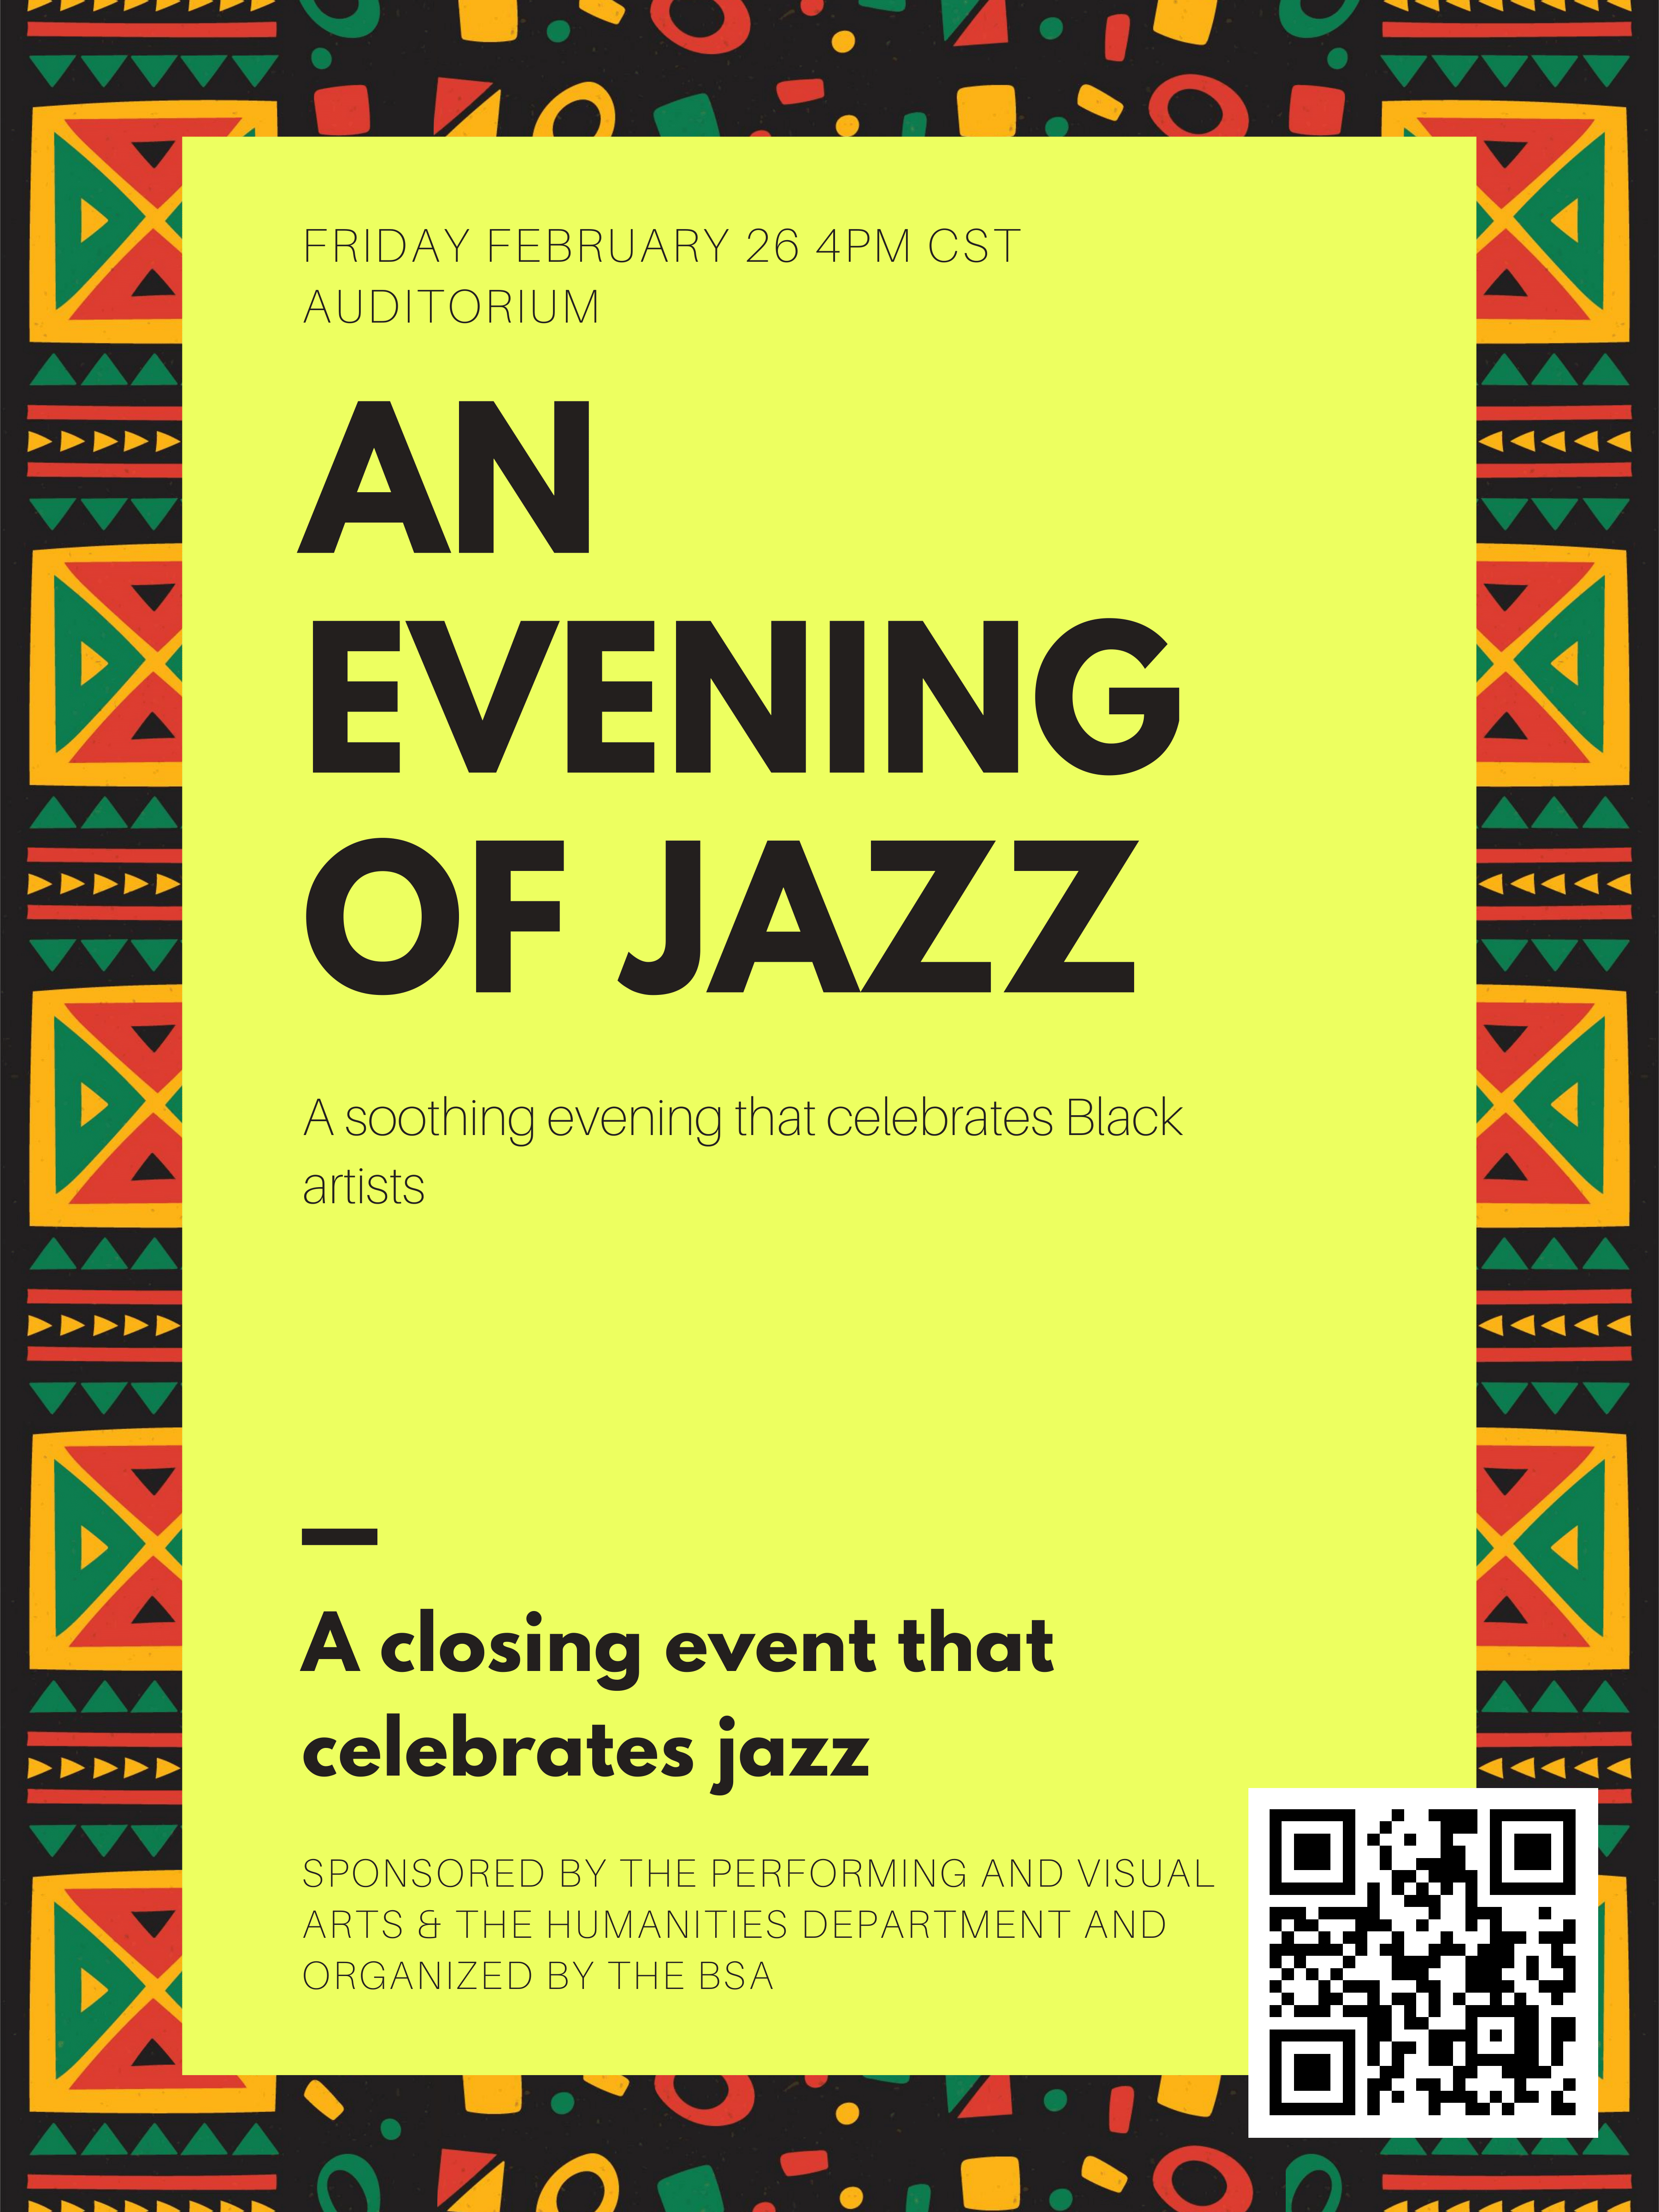 FRIDAY FEBRUARY 26 4PM CST
AUDITORIUM
AN
EVENING
OF JAZZ
A soothing evening that celebrates Black
artists
A closing event that
celebrates jazz
SPONSORED BY THE PERFORMING AND VISUAL
ARTS & THE HUMANITIES DEPARTMENT AND
ORGANIZED BY THE BSA